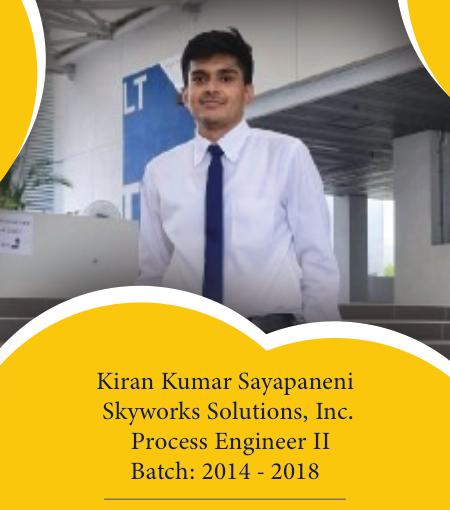 LT
Kiran Kumar Sayapaneni
Skyworks Solutions, Inc.
Process Engineer II
Batch: 2014 - 2018